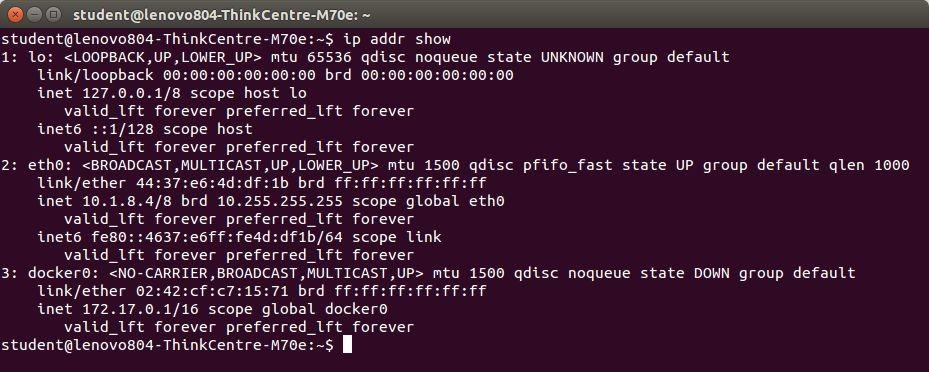 student@lenovo804-ThinkCentre-M70e: ~
student@lenovo804-ThinkCentre-M70e:~$ ip addr show
1: lo: <LOOPBACK,UP,LOWER_UP> mtu 65536 qdisc noqueue state UNKNOWN group default
    link/loopback 00:00:00:00:00:00 brd 00:00:00:00:00:00
    inet 127.0.0.1/8 scope host lo
       valid_lft forever preferred_lft forever
    inet6 ::1/128 scope host
       valid_lft forever preferred_lft forever
2: eth0: <BROADCAST,MULTICAST,UP,LOWER_UP> mtu 1500 qdisc pfifo_fast state UP group default qlen 1000
    link/ether 44:37:e6:4d:df:1b brd ff:ff:ff:ff:ff:ff
    inet 10.1.8.4/8 brd 10.255.255.255 scope global eth0
       valid_lft forever preferred_lft forever
    inet6 fe80::4637:e6ff:fe4d:df1b/64 scope link
       valid_lft forever preferred_lft forever
3: docker0: <NO-CARRIER,BROADCAST,MULTICAST,UP> mtu 1500 qdisc noqueue state DOWN group default
    link/ether 02:42:cf:c7:15:71 brd ff:ff:ff:ff:ff:ff
    inet 172.17.0.1/16 scope global docker0
       valid_lft forever preferred_lft forever
student@lenovo804-ThinkCentre-M70e:~$